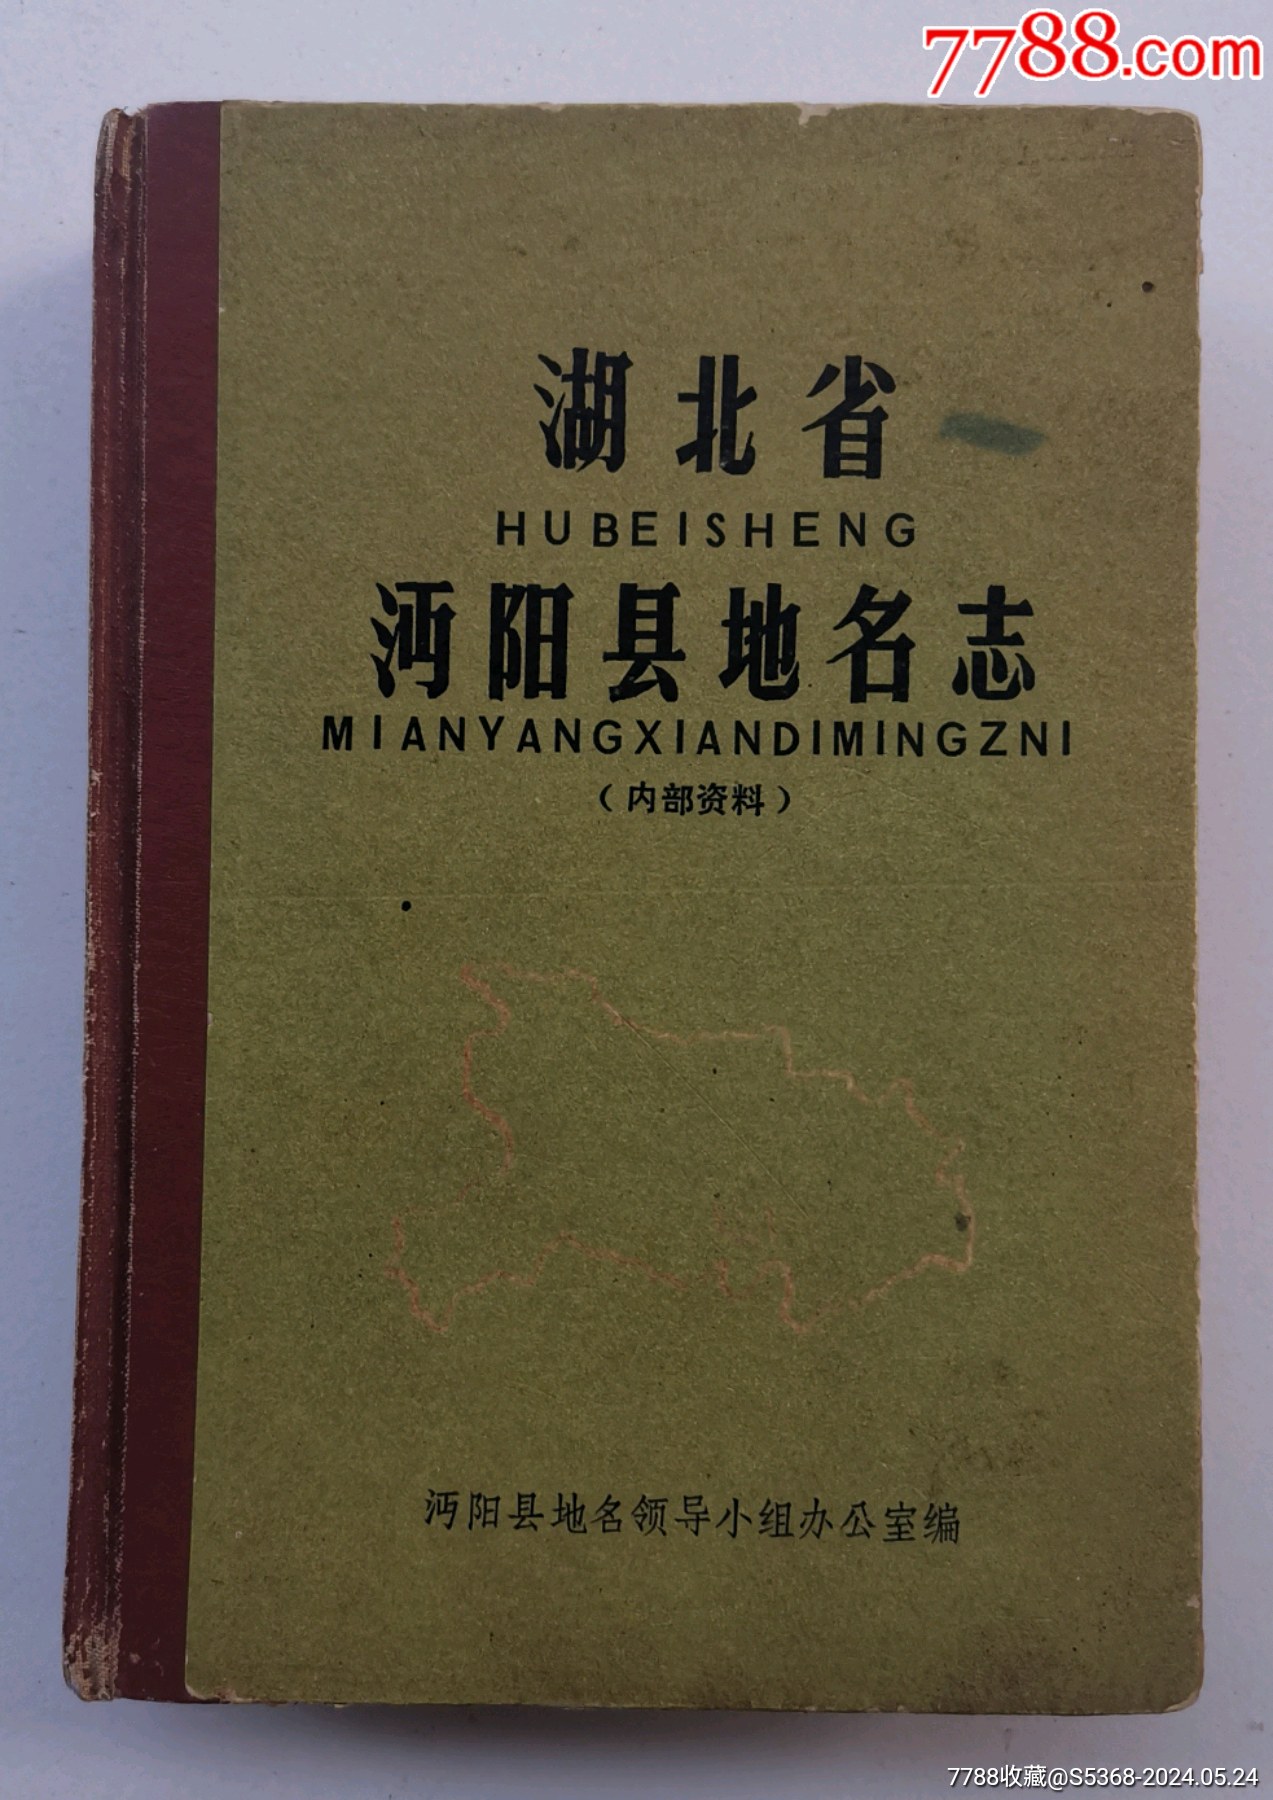 7788.com
湖北省
HUBEISHENG
沔阳县地名志
MIANYANGXIANDIMINGZNI
（内部资料）
沔阳县地名领导小组办公室编
7788收藏@S5368-2024.05.24